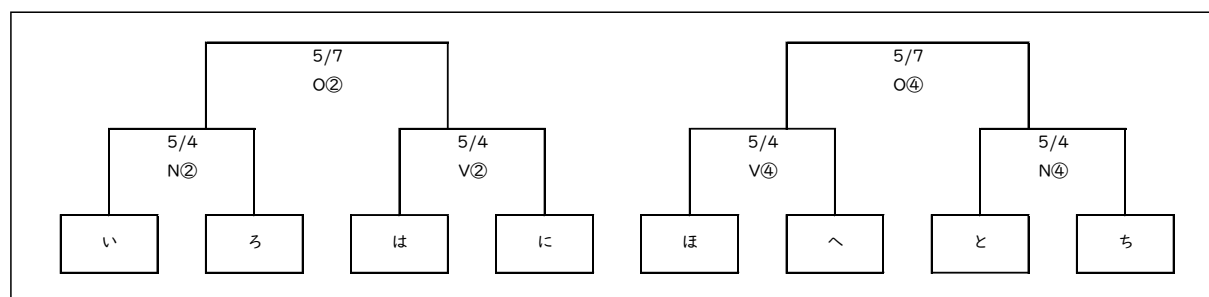 5/7 5/7
O② O④
5/4 5/4 5/4 5/4
N② V② V④ N④
い ろ は に ほ へ と ち